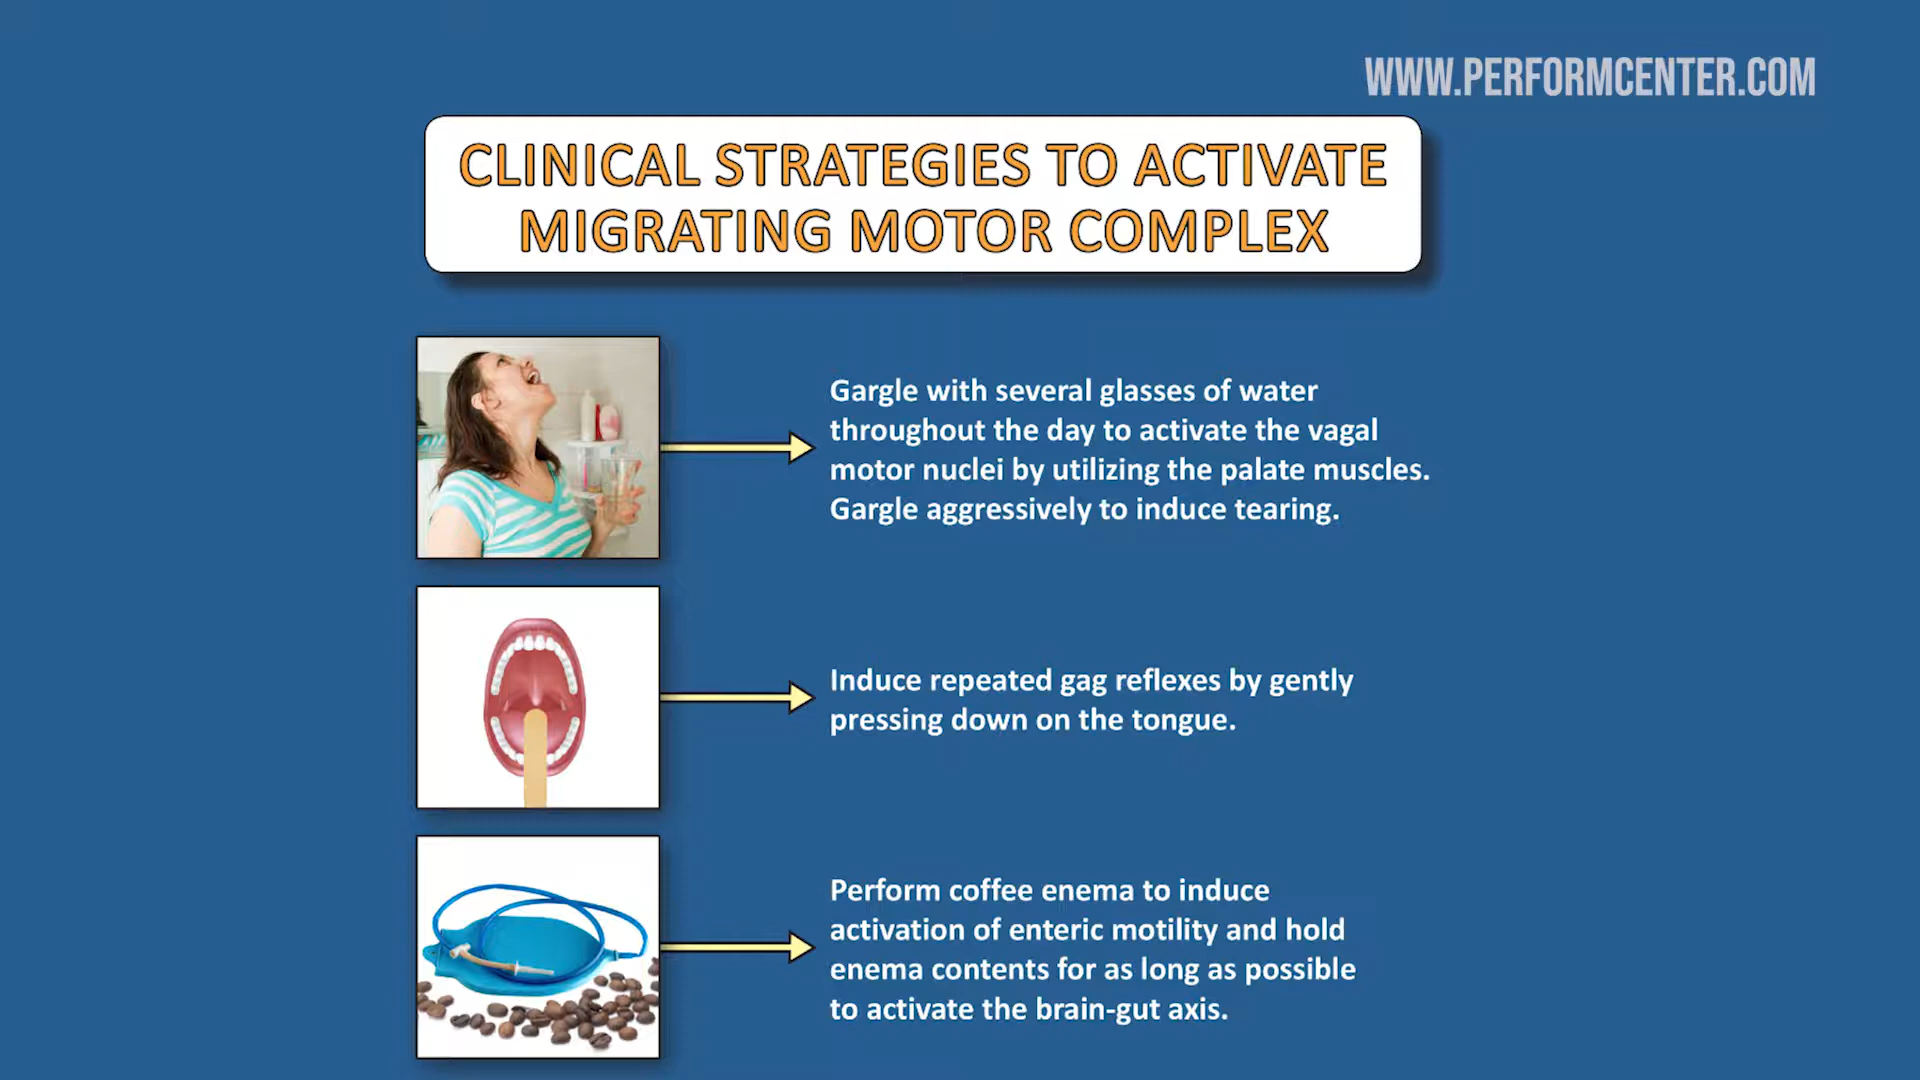 WWW.PERFORMCENTER.COM
CLINICAL STRATEGIES TO ACTIVATE
MIGRATING MOTOR COMPLEX
Gargle with several glasses of water
throughout the day to activate the vagal
motor nuclei by utilizing the palate muscles.
Gargle aggressively to induce tearing.
Induce repeated gag reflexes by gently
pressing down on the tongue.
Perform coffee enema to induce
activation of enteric motility and hold
enema contents for as long as possible
to activate the brain-gut axis.